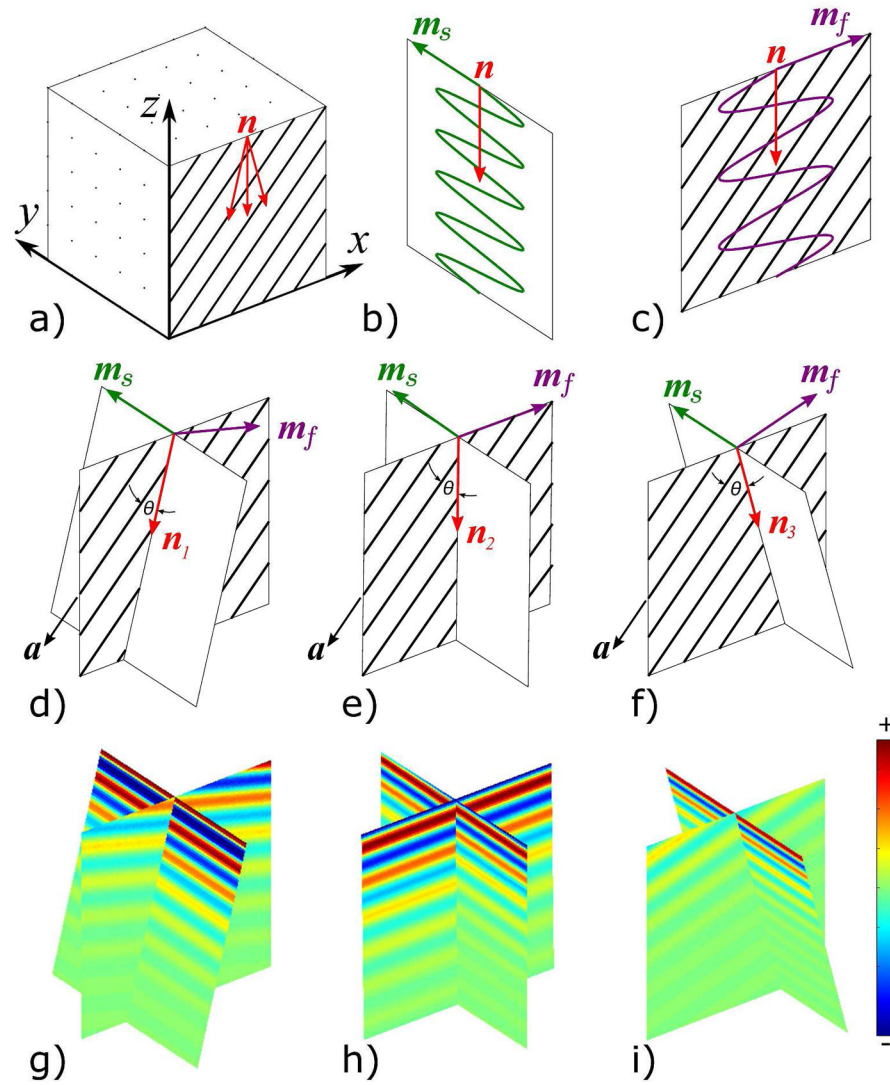 m_s
n
m_f
n
z
y
x
a)
b)
c)
m_s
m_f
θ
n_1
a
d)
m_s
m_f
θ
n_2
a
e)
m_s
m_f
θ
n_3
a
f)
+
g)
h)
i)
−